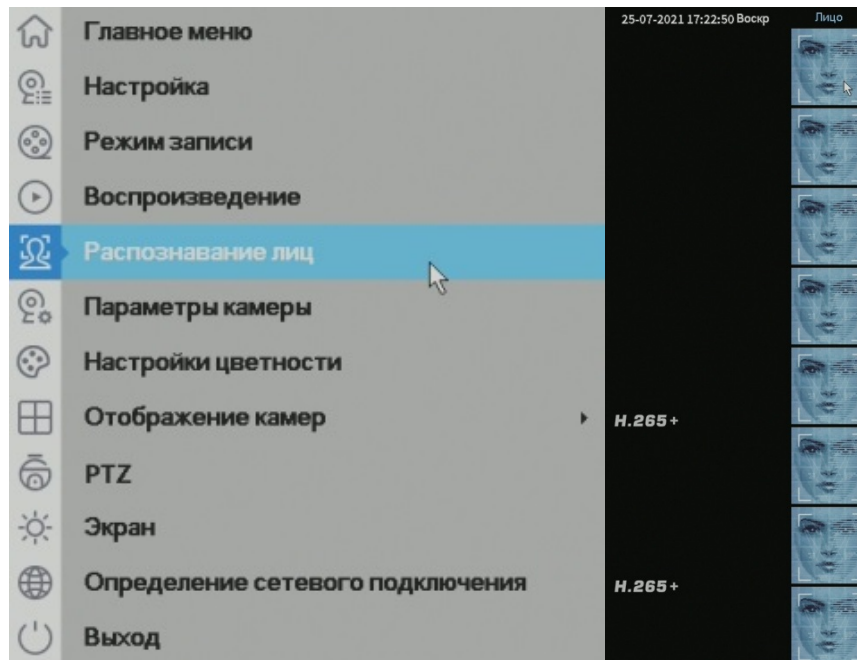 Главное меню
Настройка
Режим записи
Воспроизведение
Распознавание лиц
Параметры камеры
Настройки цветности
Отображение камер
PTZ
Экран
Определение сетевого подключения
Выход
25-07-2021 17:22:50 Воскр
Лицо
H.265+
H.265+